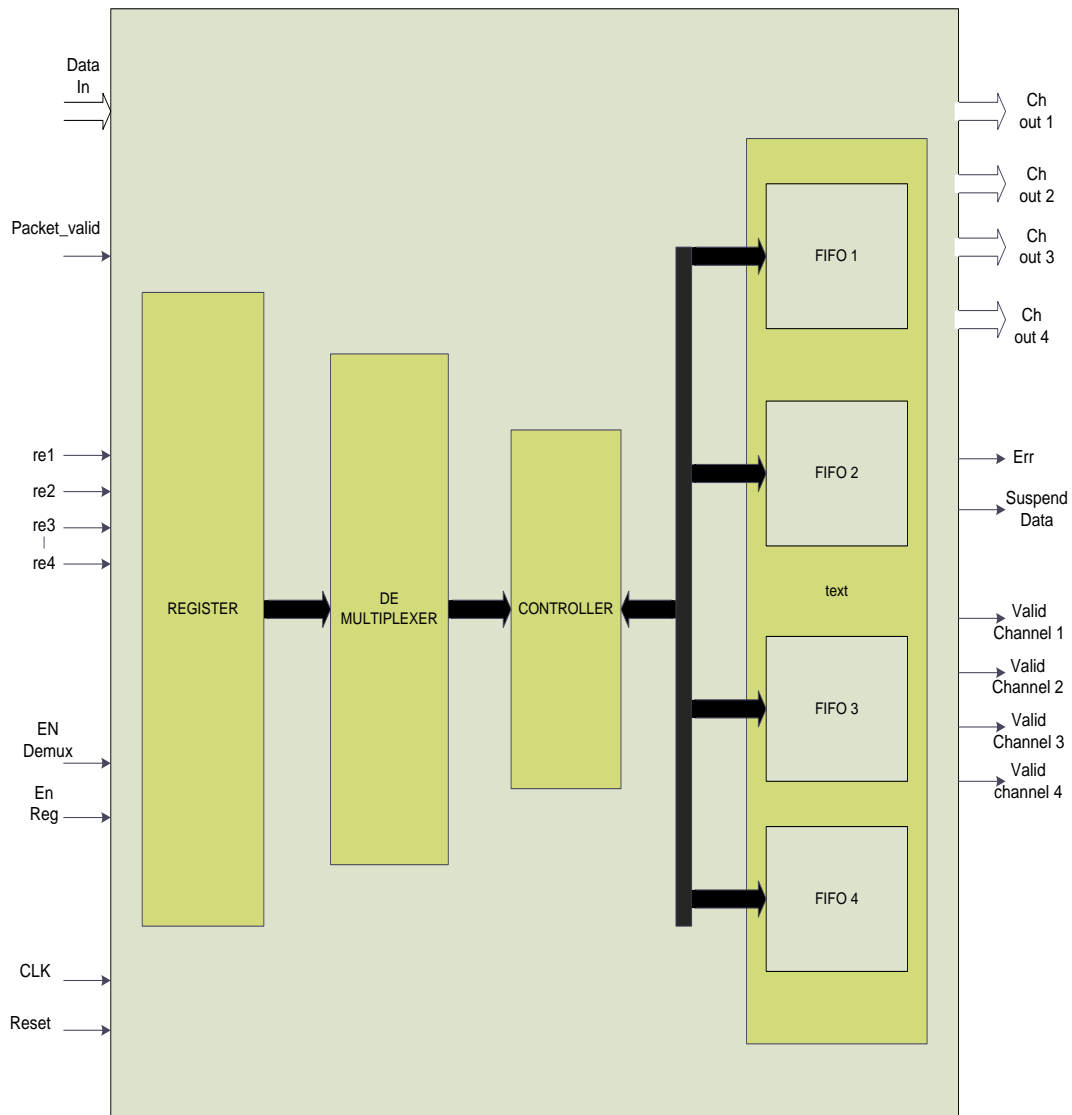 Data
In
Packet_valid
re1
re2
re3
re4
EN
Demux
En
Reg
CLK
Reset
REGISTER
DE
MULTIPLEXER
CONTROLLER
FIFO 1
FIFO 2
text
FIFO 3
FIFO 4
Ch
out 1
Ch
out 2
Ch
out 3
Ch
out 4
Err
Suspend
Data
Valid
Channel 1
Valid
Channel 2
Valid
Channel 3
Valid
channel 4